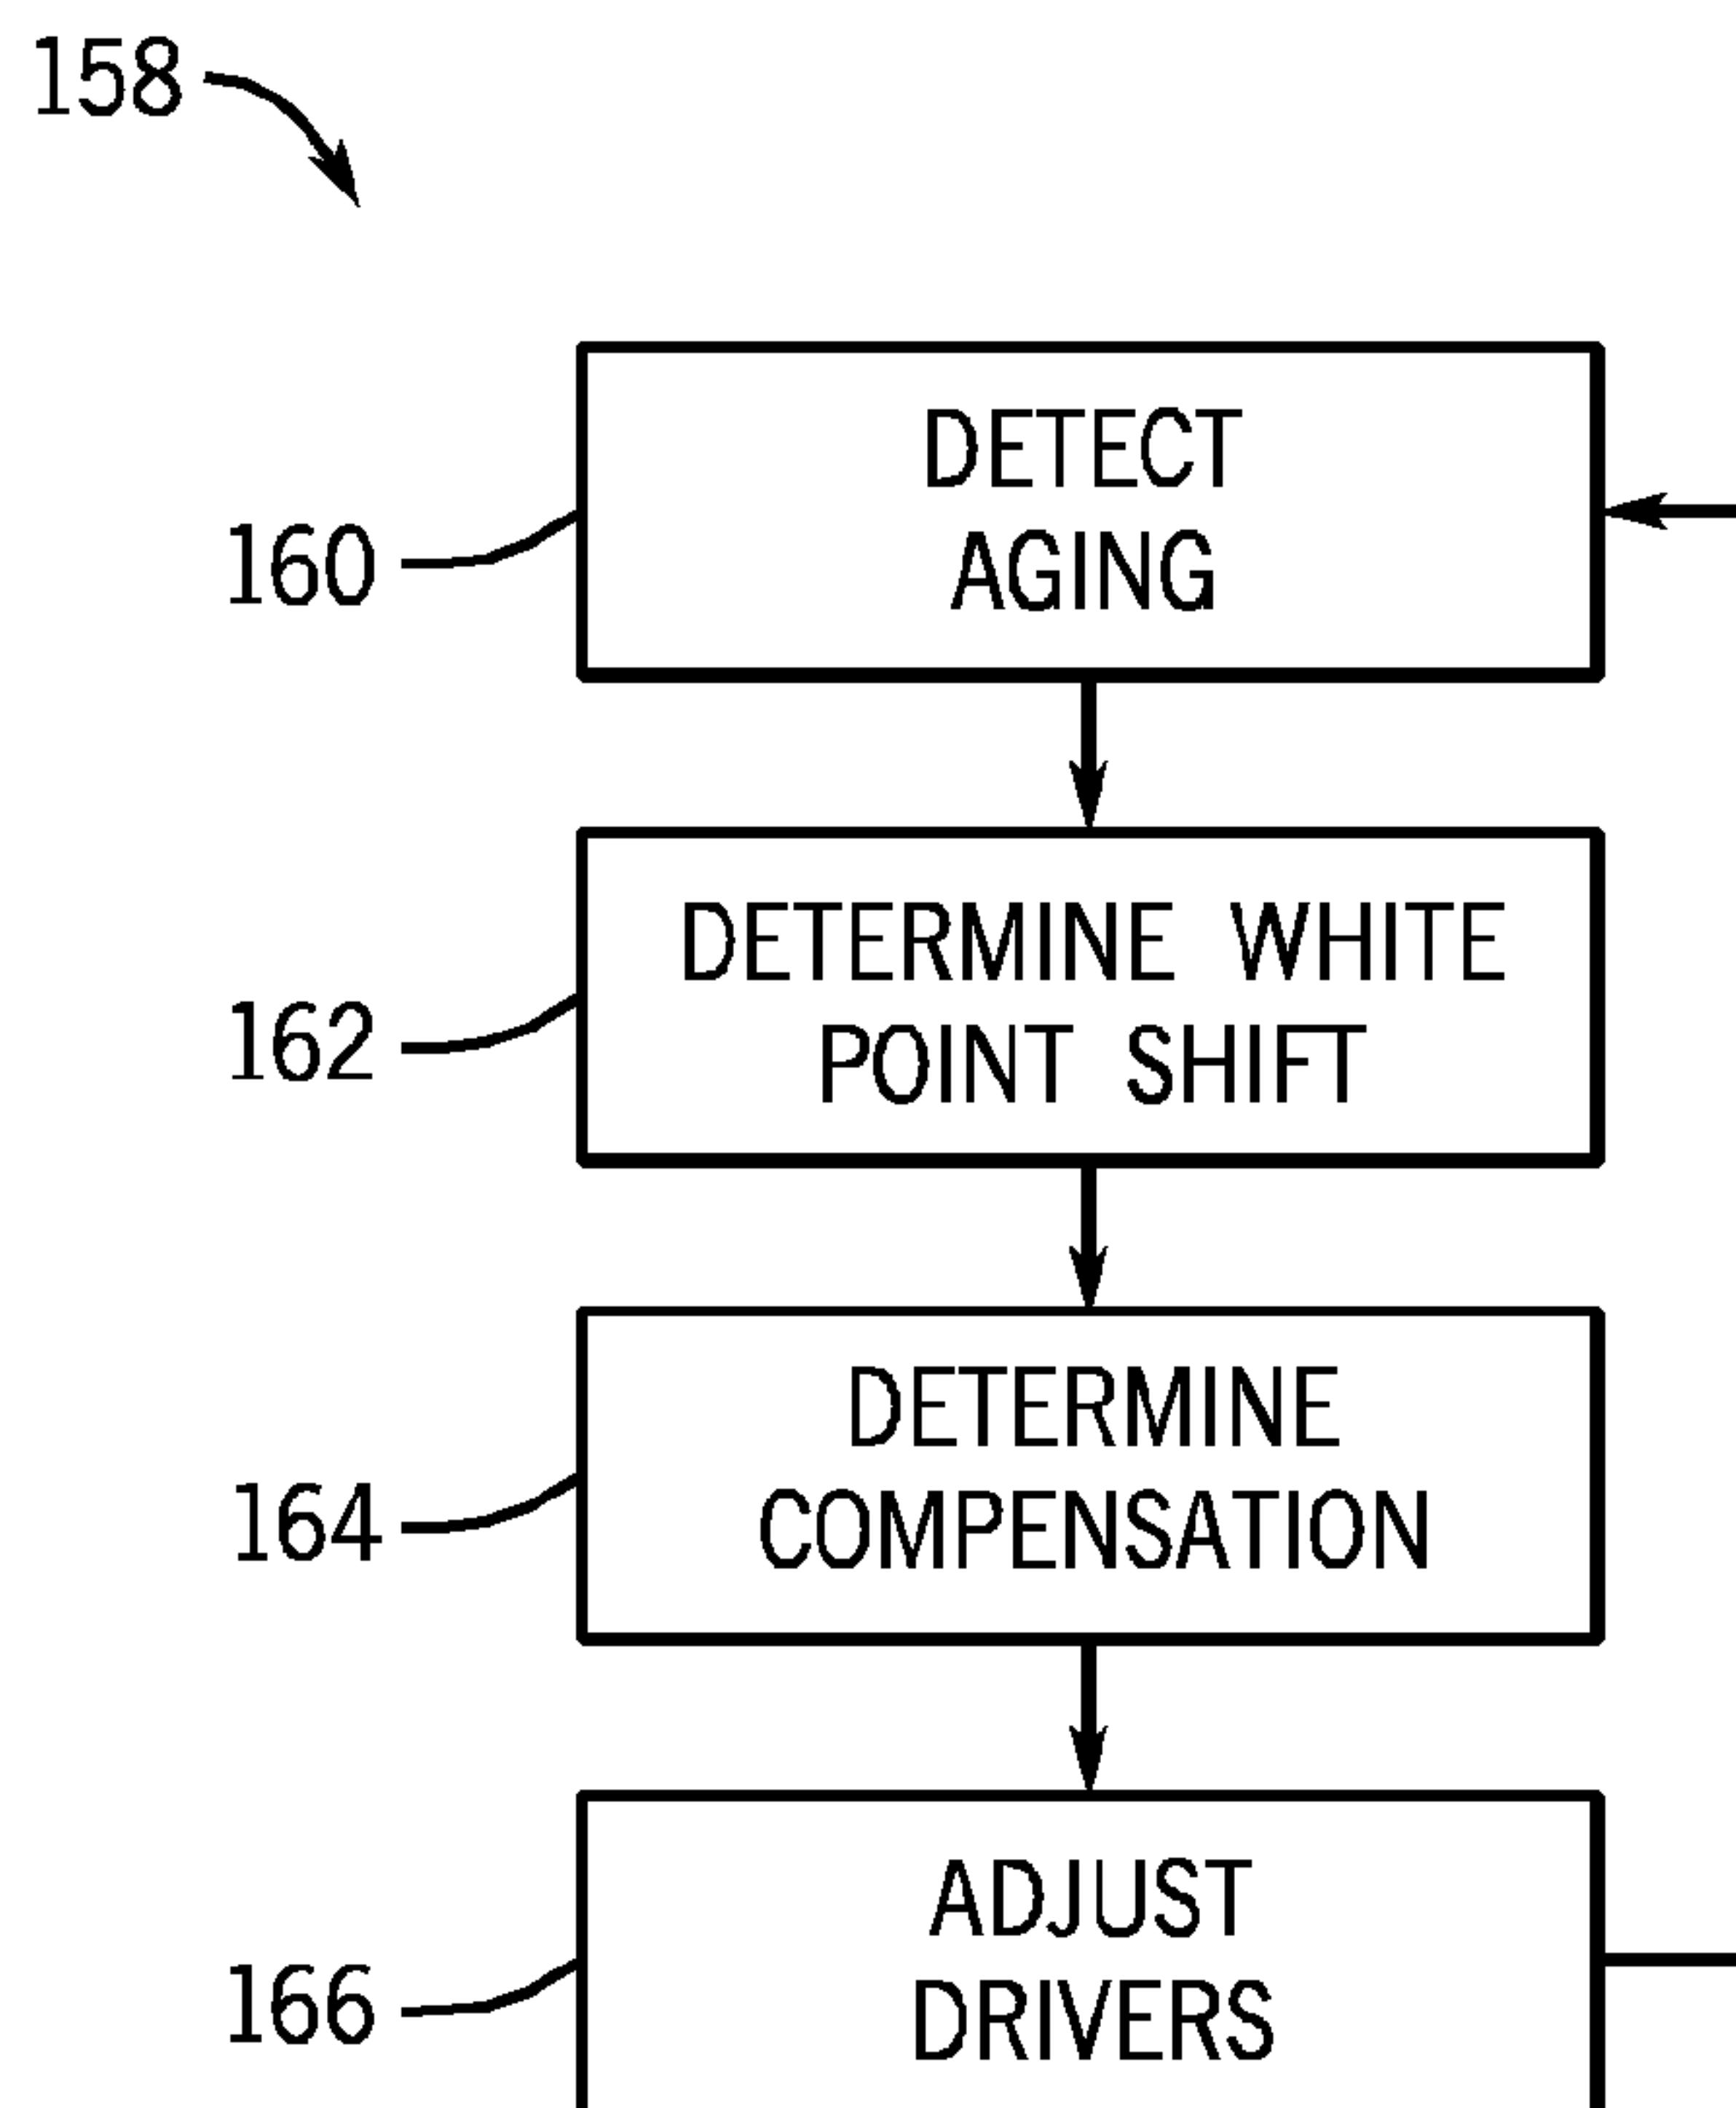 158
DETECT
AGING
160
DETERMINE WHITE
POINT SHIFT
162
DETERMINE
COMPENSATION
164
ADJUST
DRIVERS
166